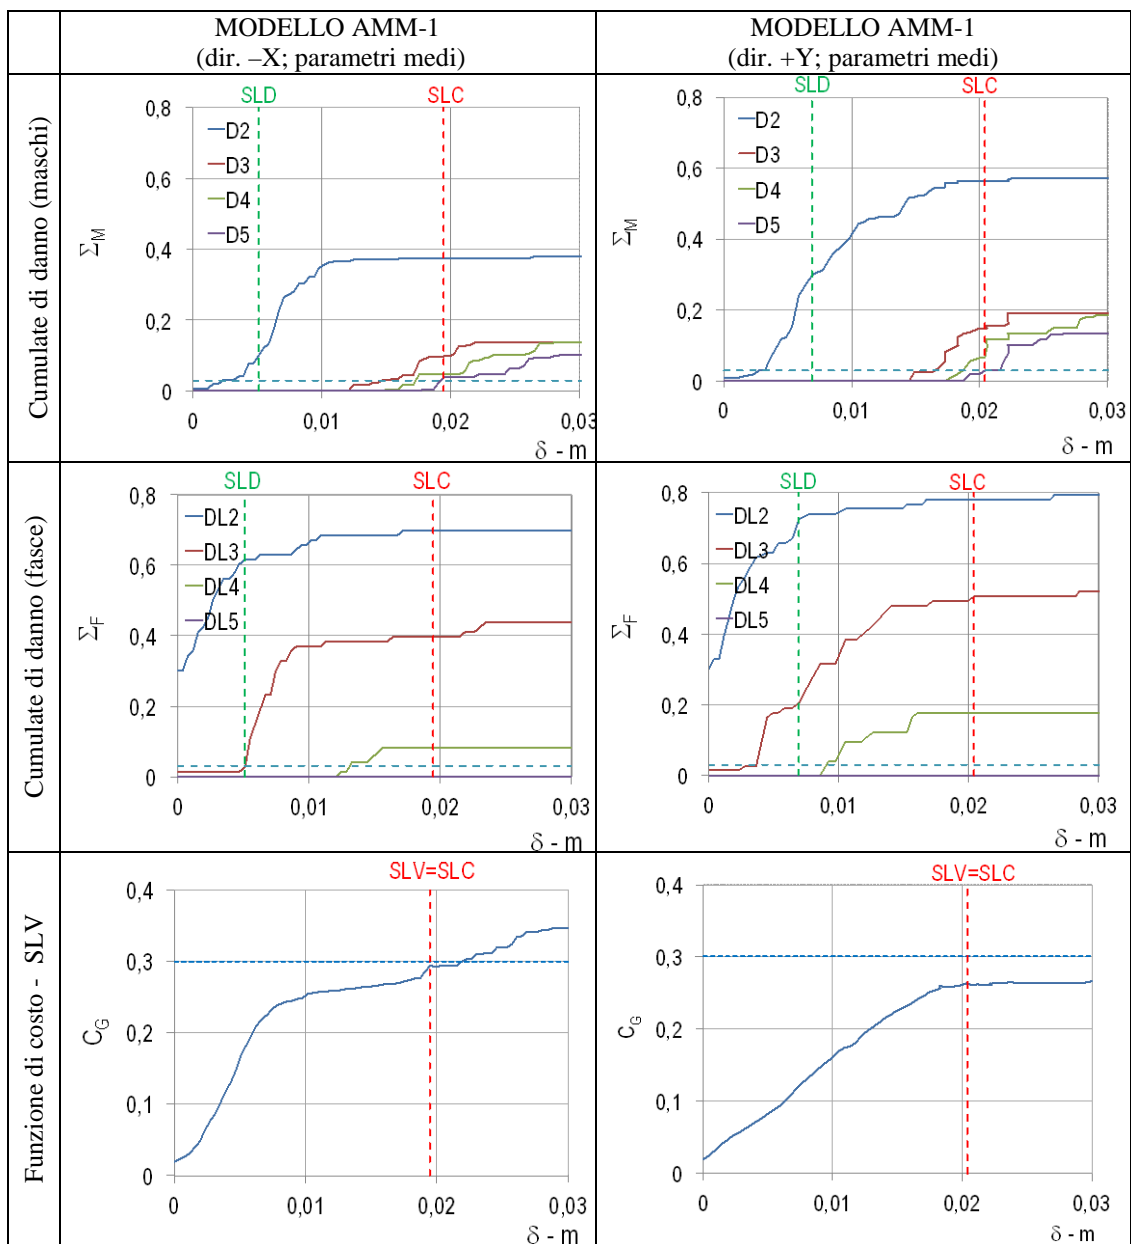 MODELLO AMM-1
(dir. –X; parametri medi)
MODELLO AMM-1
(dir. +Y; parametri medi)
Cumulate di danno (maschi)
SLD
SLC
0,8
0,6
0,4
0,2
0
D2
D3
D4
D5
ΣM
0
0,01
0,02
0,03
δ - m
SLD
SLC
0,8
0,6
0,4
0,2
0
D2
D3
D4
D5
ΣM
0
0,01
0,02
0,03
δ - m
Cumulate di danno (fasce)
SLD
SLC
0,8
0,6
0,4
0,2
0
DL2
DL3
DL4
DL5
ΣF
0
0,01
0,02
0,03
δ - m
SLD
SLC
0,8
0,6
0,4
0,2
0
DL2
DL3
DL4
DL5
ΣF
0
0,01
0,02
0,03
δ - m
Funzione di costo - SLV
SLV=SLC
0,4
0,3
0,2
0,1
0
CG
0
0,01
0,02
0,03
δ - m
SLV=SLC
0,4
0,3
0,2
0,1
0
CG
0
0,01
0,02
0,03
δ - m